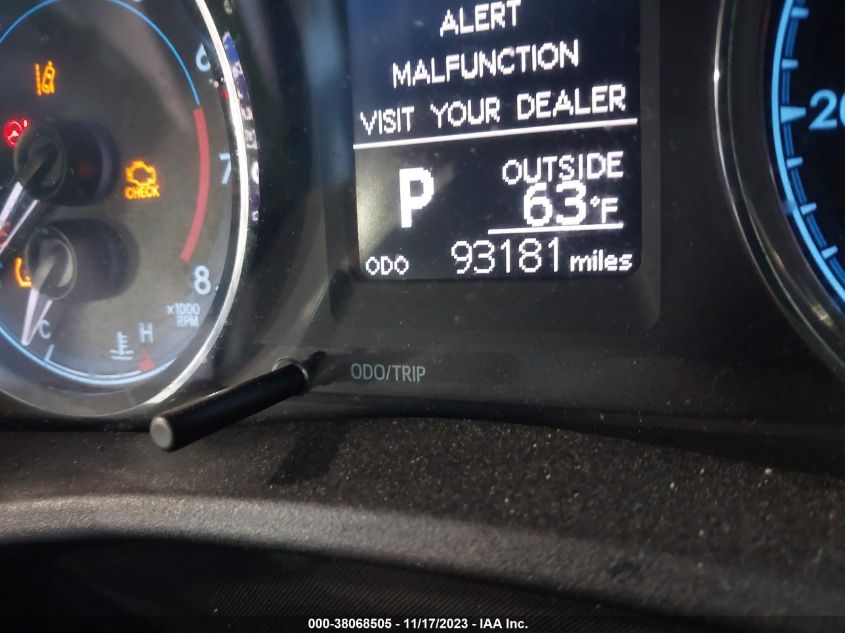 ALERT
MALFUNCTION
VISIT YOUR DEALER
6
7
8
x1000
RPM
CHECK
C
H
P
OUTSIDE
63°F
ODO 93181 miles
20
ODO/TRIP
000-38068505 - 11/17/2023 - IAA Inc.